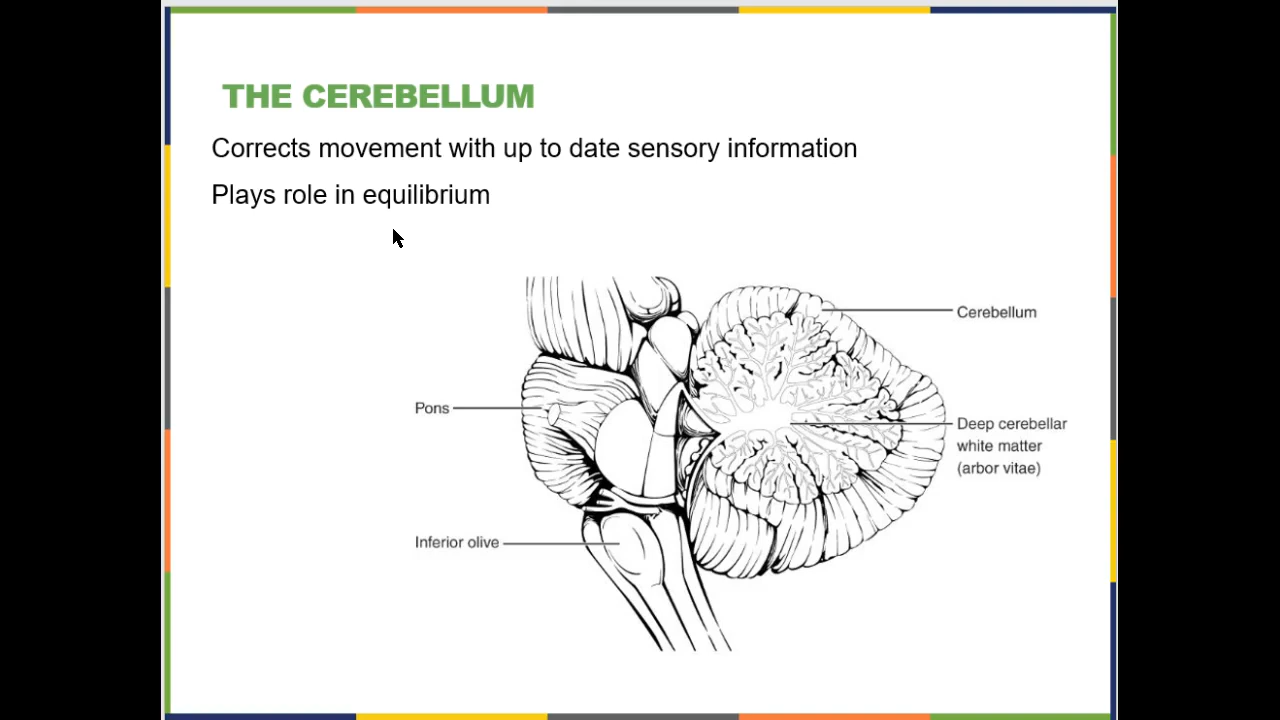 THE CEREBELLUM
Corrects movement with up to date sensory information
Plays role in equilibrium
Cerebellum
Pons
Deep cerebellar
white matter
(arbor vitae)
Inferior olive